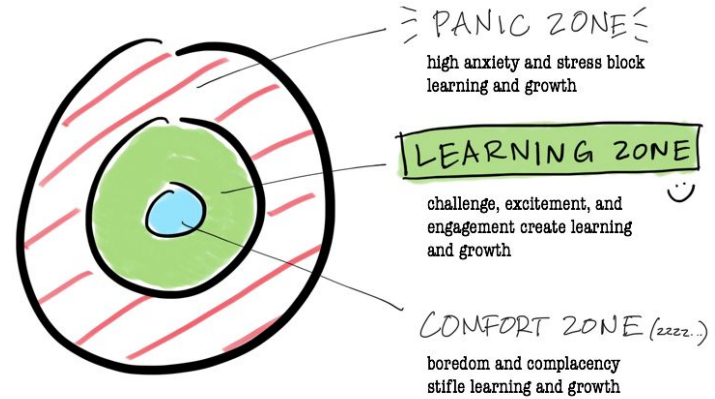 PANIC ZONE
high anxiety and stress block
learning and growth
LEARNING ZONE
challenge, excitement, and
engagement create learning
and growth
COMFORT ZONE (zzzz...)
boredom and complacency
stifle learning and growth